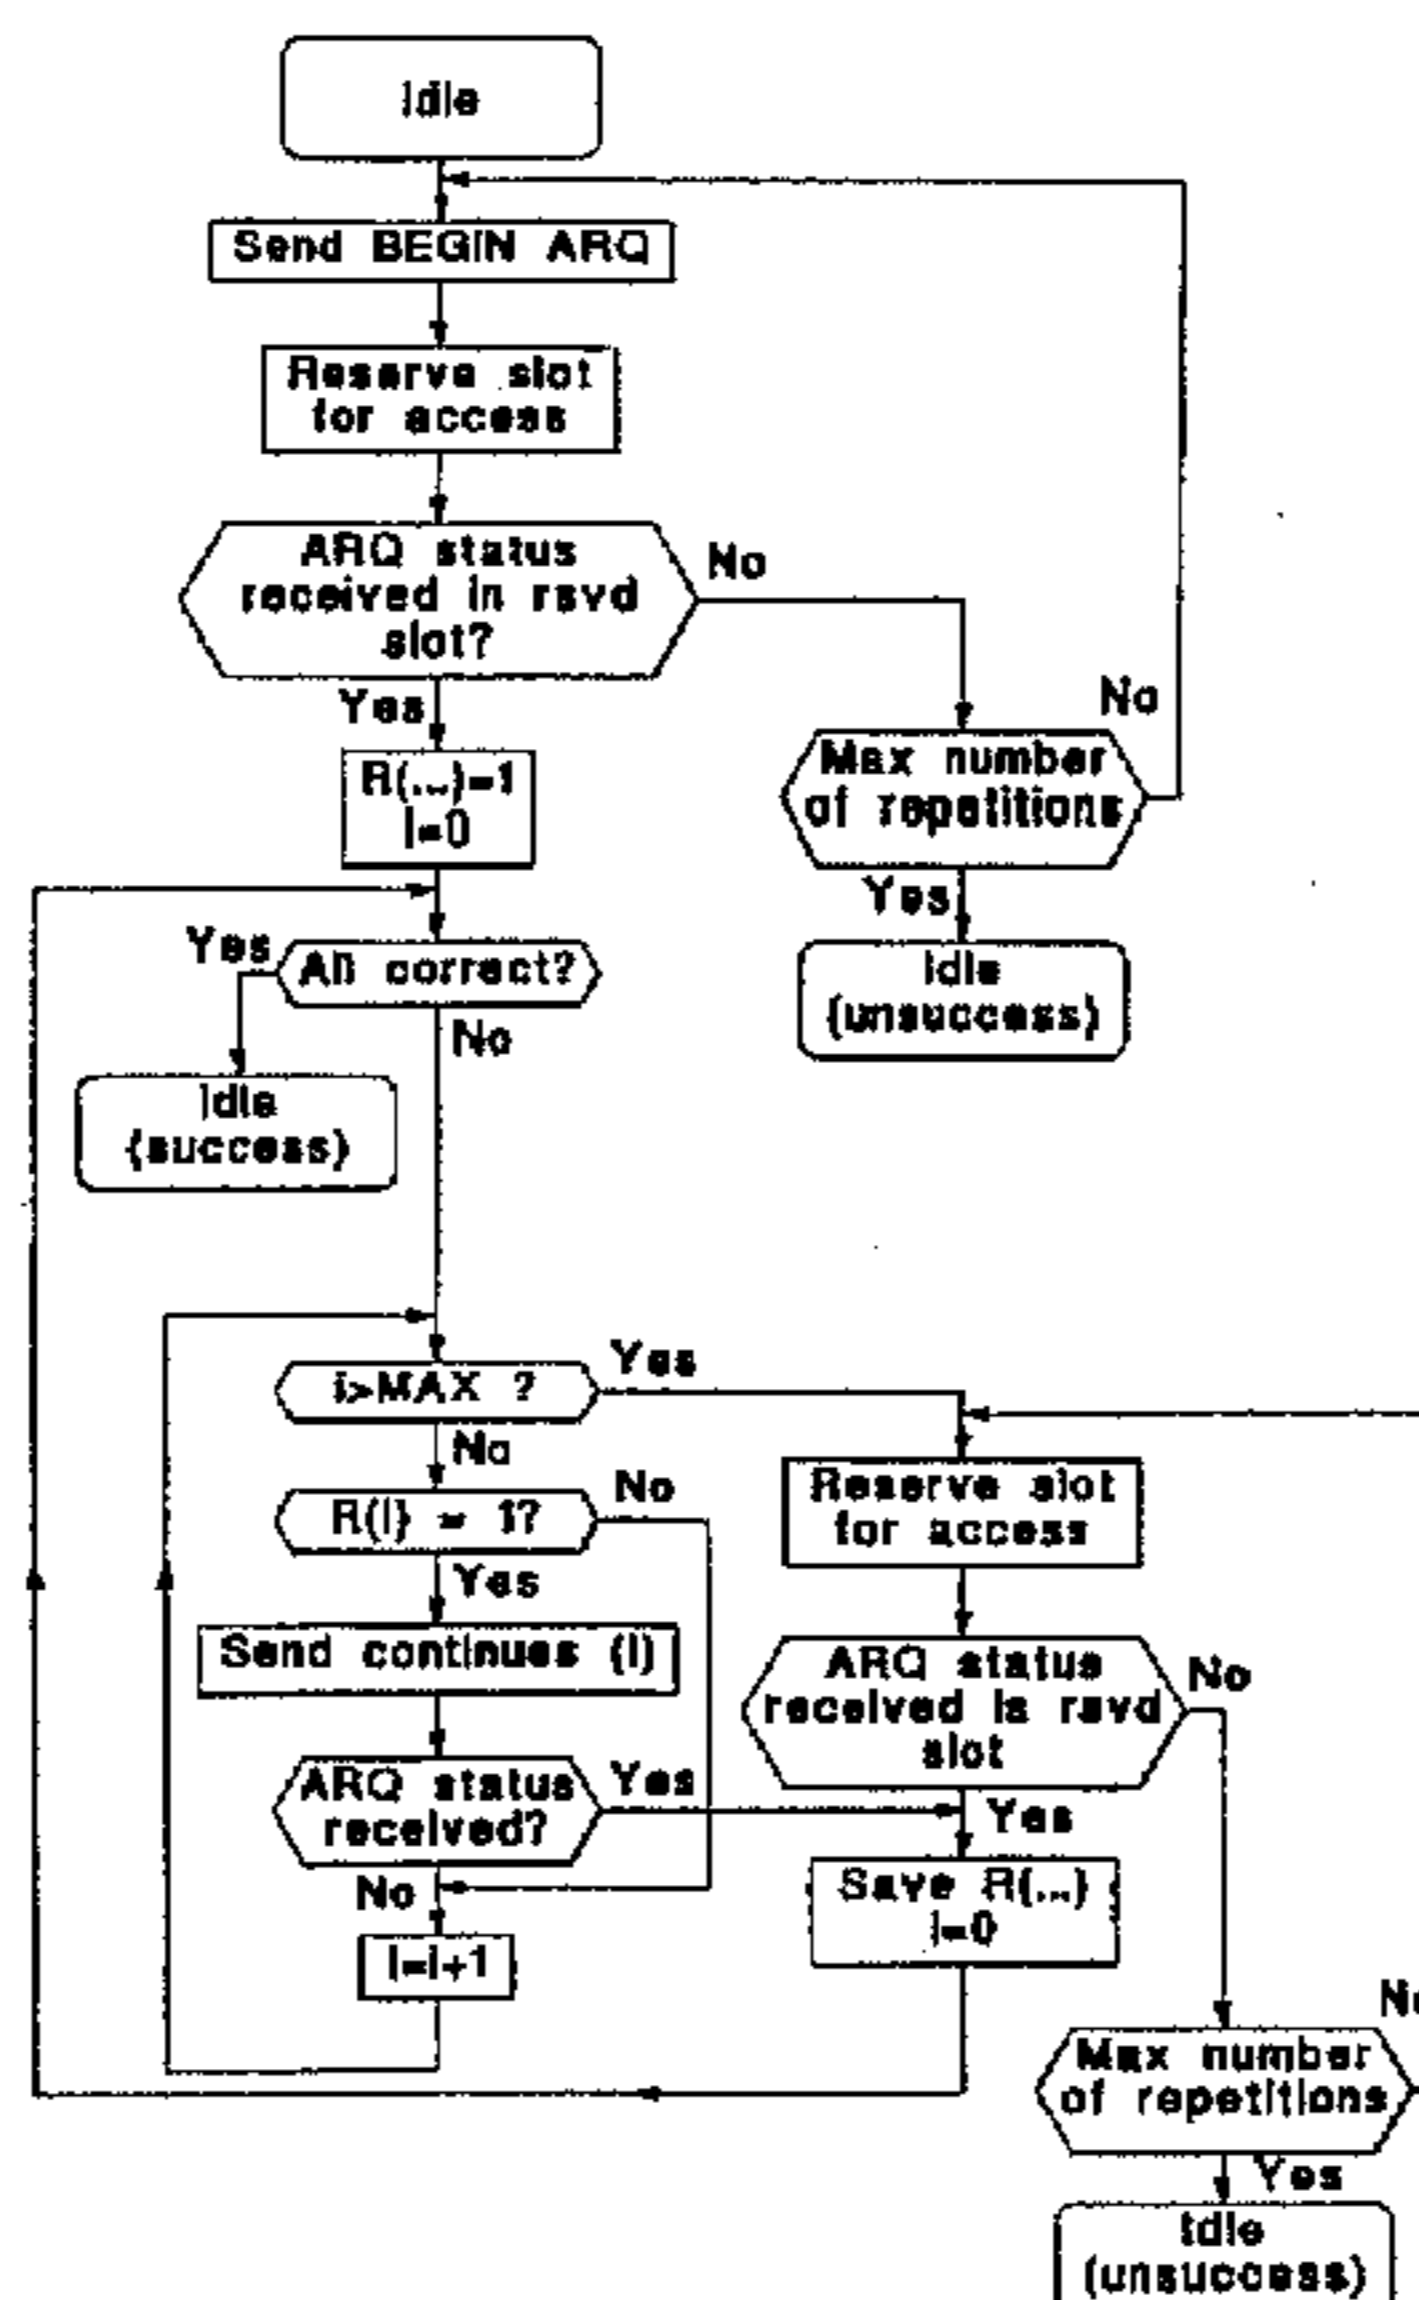 Idle
Send BEGIN ARQ
Reserve slot
for access
ARQ status
received in rsvd
slot?
No
Yes
R(...)=1
i=0
No
Max number
of repetitions
Yes
Idle
(unsuccess)
Yes
All correct?
No
Idle
(success)
i>MAX ?
Yes
No
R(i) = 1?
No
Yes
Send continues (i)
ARQ status
received?
Yes
No
i=i+1
Reserve slot
for access
ARQ status
received is rsvd
slot
No
Yes
Save R(...)
i=0
No
Max number
of repetitions
Yes
Idle
(unsuccess)